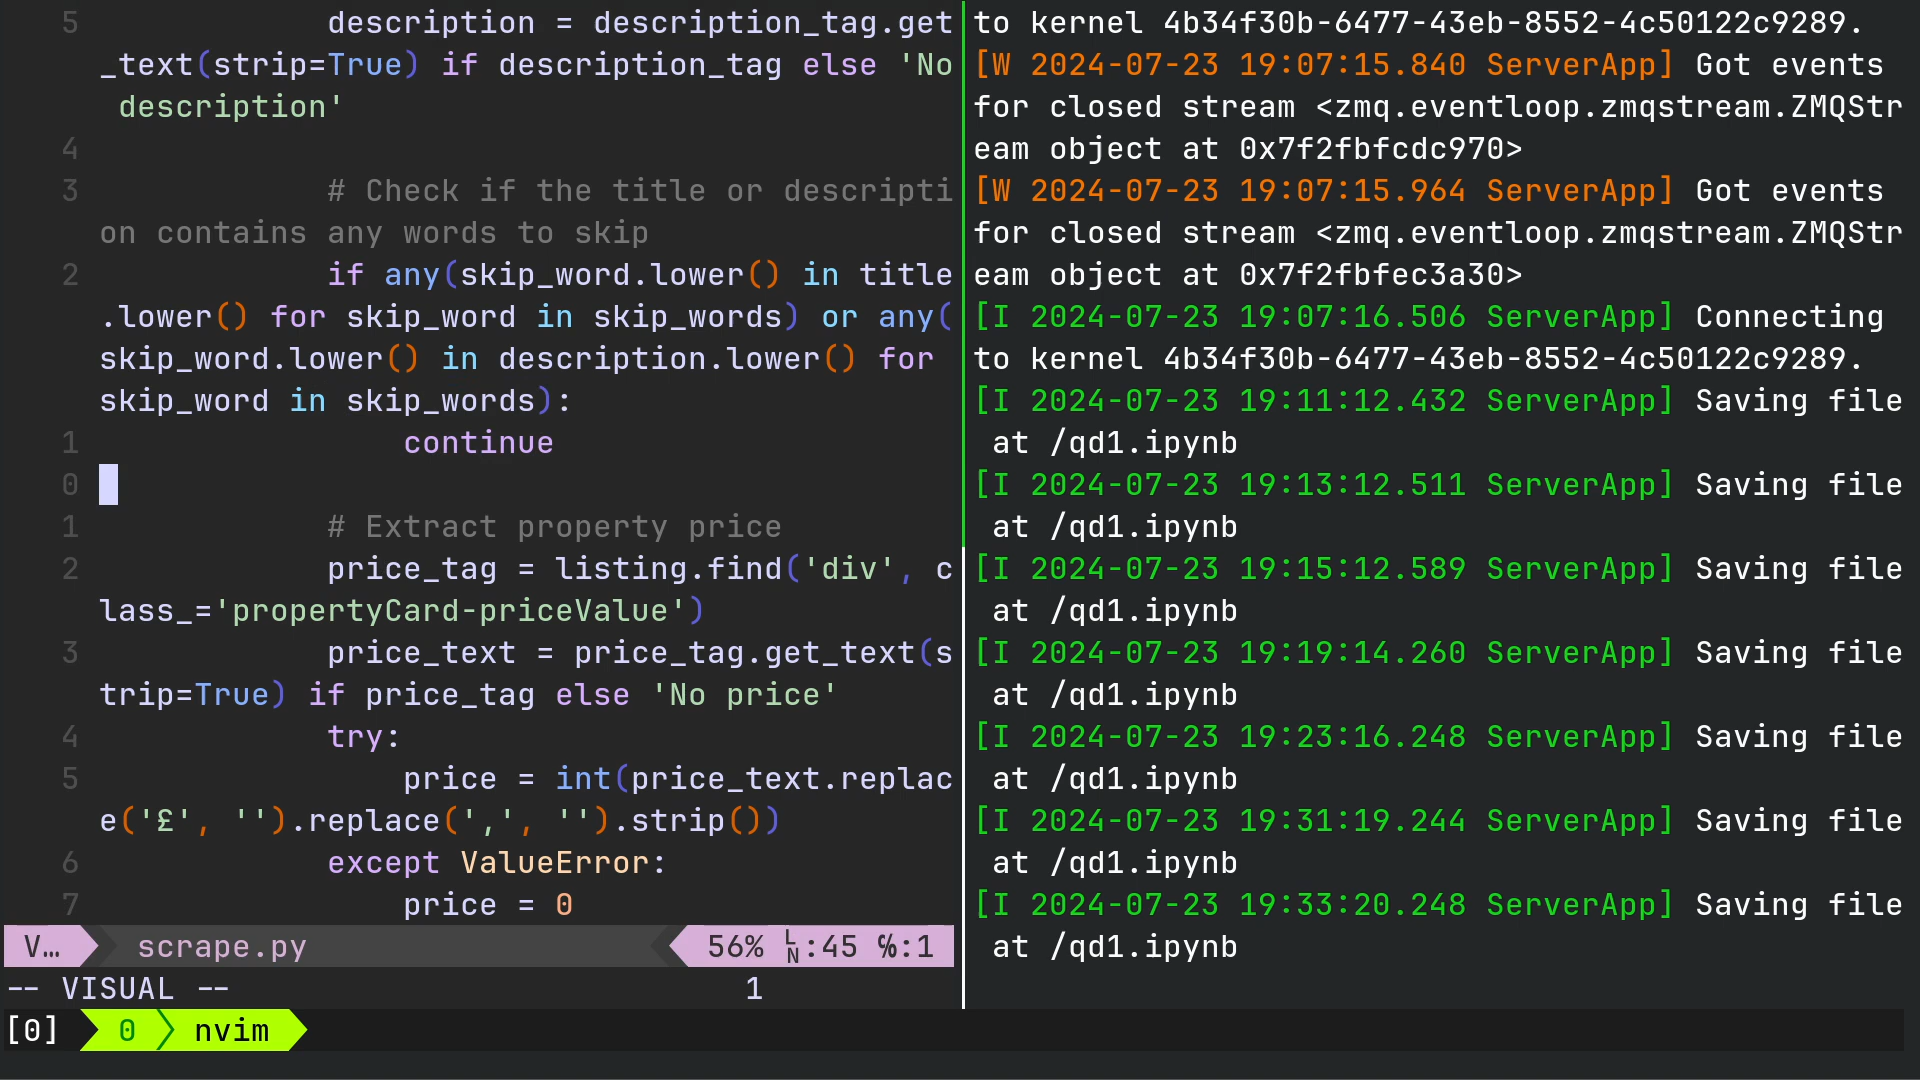 5             description = description_tag.get
_text(strip=True) if description_tag else 'No
 description'
4
3             # Check if the title or descripti
on contains any words to skip
2             if any(skip_word.lower() in title
.lower() for skip_word in skip_words) or any(
skip_word.lower() in description.lower() for
skip_word in skip_words):
1                 continue
0
1             # Extract property price
2             price_tag = listing.find('div', c
lass_='propertyCard-priceValue')
3             price_text = price_tag.get_text(s
trip=True) if price_tag else 'No price'
4             try:
5                 price = int(price_text.replac
e('£', '').replace(',', '').strip())
6             except ValueError:
7                 price = 0
V… scrape.py 56% LN:45 ℅:1
-- VISUAL -- 1
to kernel 4b34f30b-6477-43eb-8552-4c50122c9289.
[W 2024-07-23 19:07:15.840 ServerApp] Got events
for closed stream <zmq.eventloop.zmqstream.ZMQStr
eam object at 0x7f2fbfcdc970>
[W 2024-07-23 19:07:15.964 ServerApp] Got events
for closed stream <zmq.eventloop.zmqstream.ZMQStr
eam object at 0x7f2fbfec3a30>
[I 2024-07-23 19:07:16.506 ServerApp] Connecting
to kernel 4b34f30b-6477-43eb-8552-4c50122c9289.
[I 2024-07-23 19:11:12.432 ServerApp] Saving file
 at /qd1.ipynb
[I 2024-07-23 19:13:12.511 ServerApp] Saving file
 at /qd1.ipynb
[I 2024-07-23 19:15:12.589 ServerApp] Saving file
 at /qd1.ipynb
[I 2024-07-23 19:19:14.260 ServerApp] Saving file
 at /qd1.ipynb
[I 2024-07-23 19:23:16.248 ServerApp] Saving file
 at /qd1.ipynb
[I 2024-07-23 19:31:19.244 ServerApp] Saving file
 at /qd1.ipynb
[I 2024-07-23 19:33:20.248 ServerApp] Saving file
 at /qd1.ipynb
[0] 0 nvim